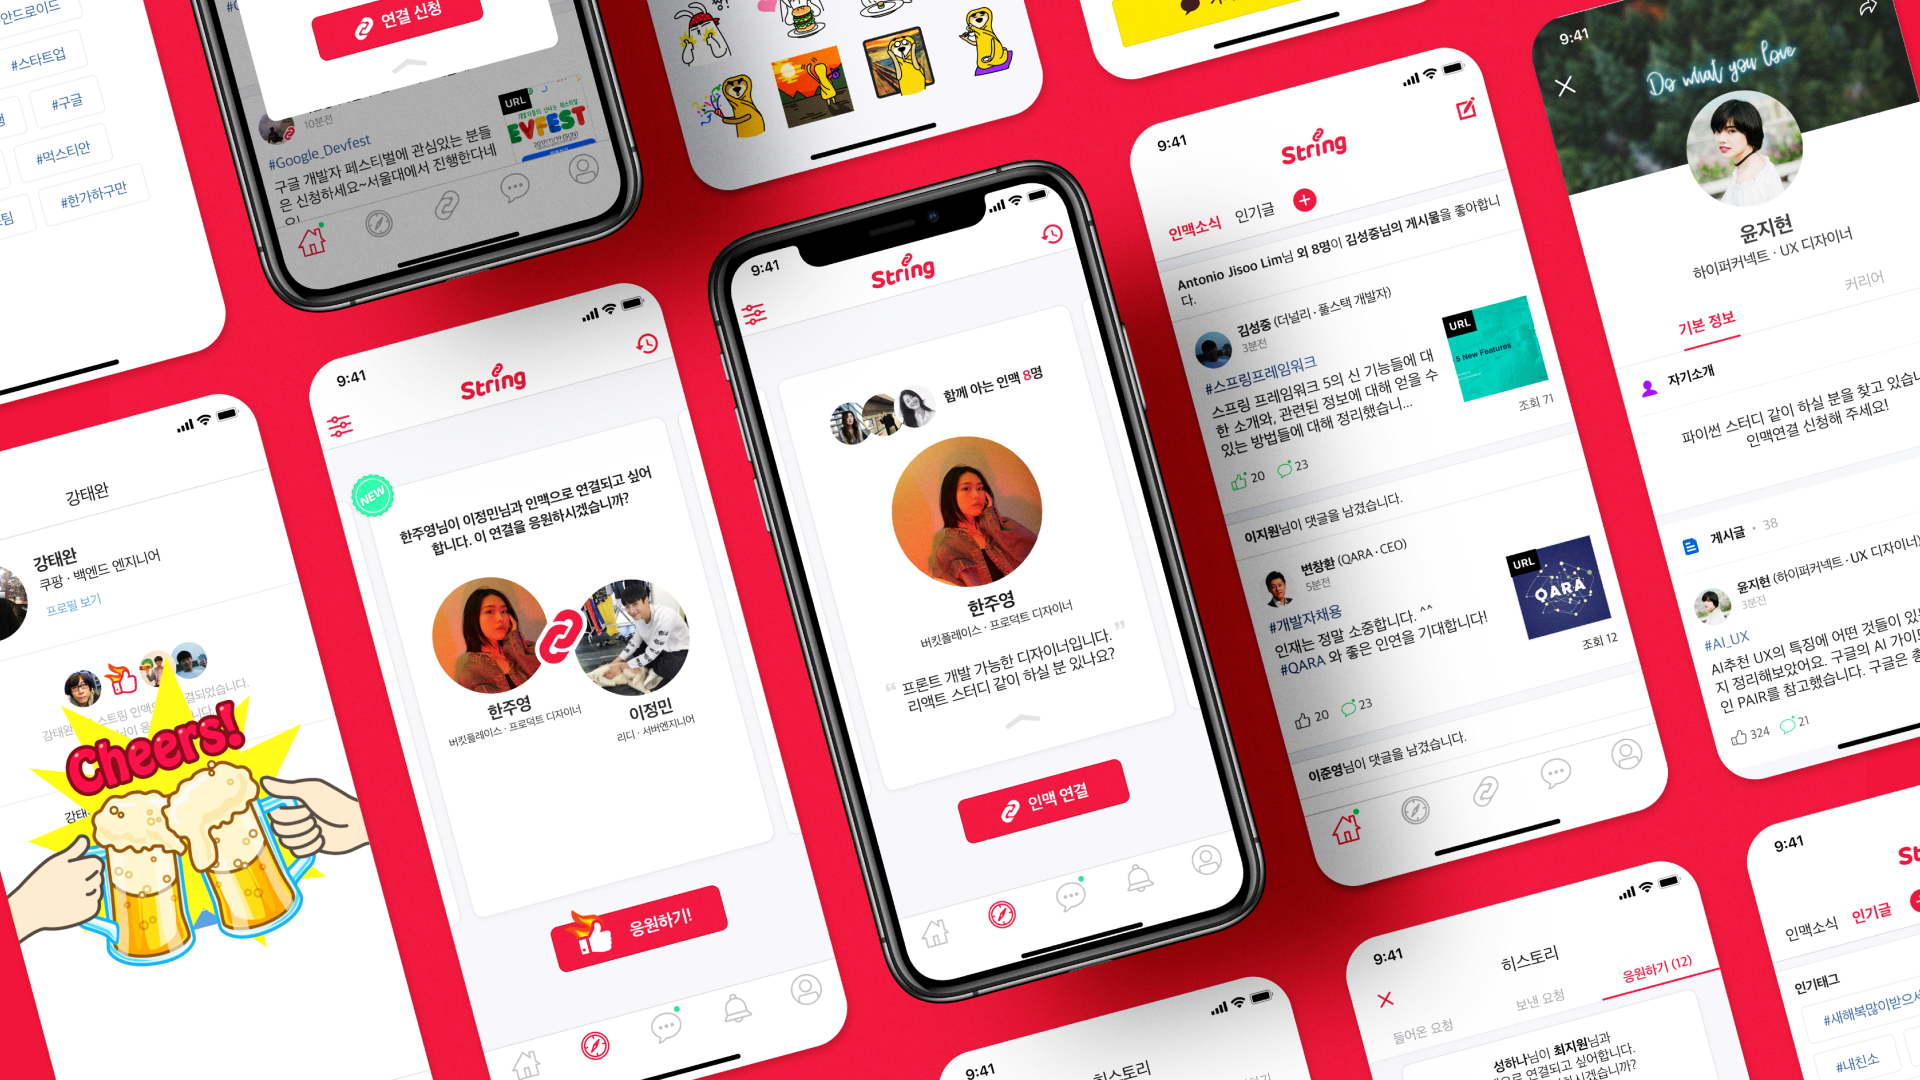 #스타트업
#구글
#먹스티안
#한가하구만
연결 신청
10분전
#Google_Devfest
구글 개발자 페스티벌에 관심있는 분들
은 신청하세요~서울대에서 진행한다네
URL
EVFEST
9:41
강태완
강태완
쿠팡 · 백엔드 엔지니어
프로필 보기
Cheers!
9:41
String
NEW
한주영님이 이정민님과 인맥으로 연결되고 싶어
합니다. 이 연결을 응원하시겠습니까?
한주영
버킷플레이스 · 프로덕트 디자이너
이정민
리디 · 서버엔지니어
응원하기!
9:41
String
함께 아는 인맥 8명
한주영
버킷플레이스 · 프로덕트 디자이너
“ 프론트 개발 가능한 디자이너입니다. ”
리액트 스터디 같이 하실 분 있나요?
인맥 연결
9:41
String
인맥소식 인기글
Antonio Jisoo Lim님 외 8명이 김성중님의 게시물을 좋아합니
다.
김성중 (더널리 · 풀스택 개발자)
3분전
#스프링프레임워크
스프링 프레임워크 5의 신 기능들에 대
한 소개와, 관련된 정보에 대해 얻을 수
있는 방법들에 대해 정리했습니...
URL
5 New Features
조회 71
20 23
이지원님이 댓글을 남겼습니다.
변창환 (QARA · CEO)
5분전
#개발자채용
인재는 정말 소중합니다. ^^
#QARA 와 좋은 인연을 기대합니다!
URL
QARA
조회 12
20 23
이준영님이 댓글을 남겼습니다.
9:41
Do what you love
윤지현
하이퍼커넥트 · UX 디자이너
기본 정보 커리어
자기소개
파이썬 스터디 같이 하실 분을 찾고 있습니
인맥연결 신청해 주세요!
게시글 · 38
윤지현 (하이퍼커넥트 · UX 디자이너)
3분전
#AI_UX
AI추천 UX의 특징에 어떤 것들이 있
지 정리해보았어요. 구글의 AI 가이드
인 PAIR를 참고했습니다. 구글은 총
324 21
9:41
히스토리
9:41
히스토리
들어온 요청 보낸 요청 응원하기 (12)
성하나님이 최지원님과
으로 연결되고 싶어합니다.
9:41
인맥소식 인기글
인기태그
#새해복많이받으세
#내친소